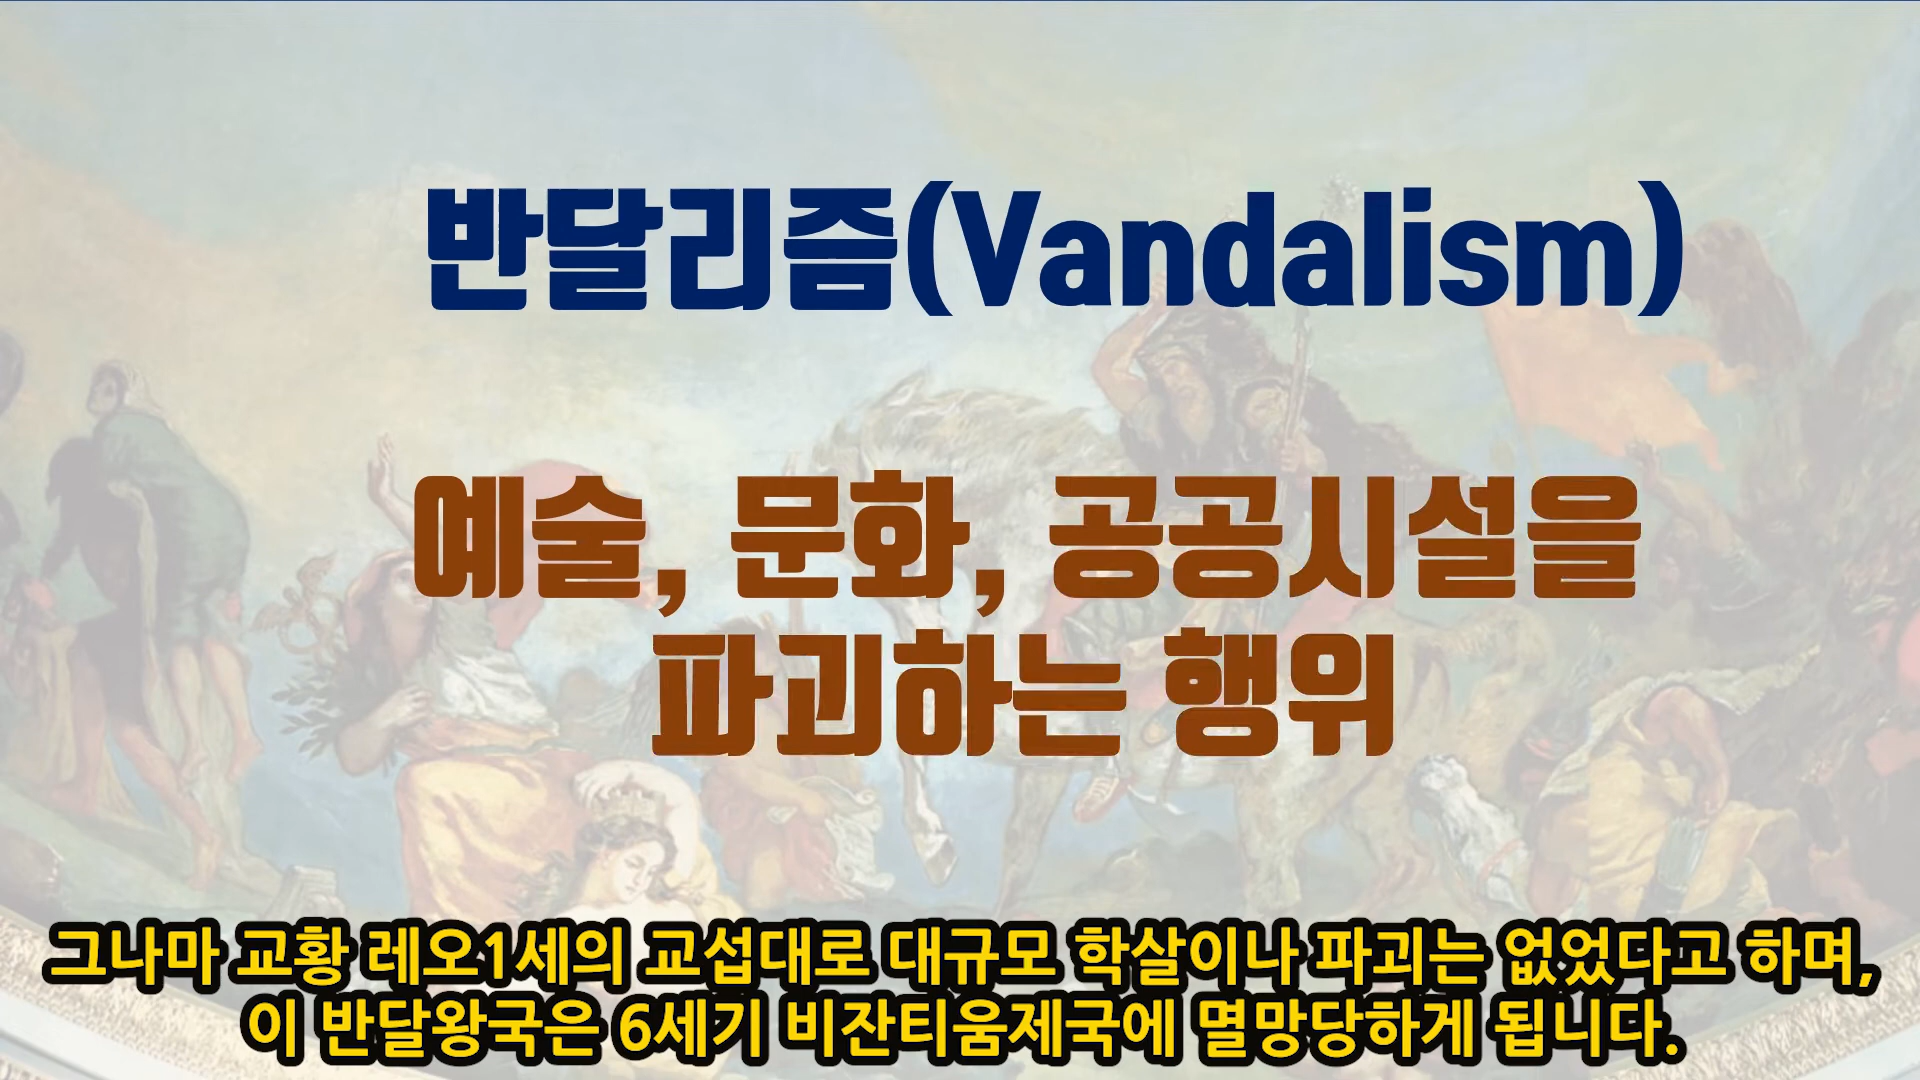 반달리즘(Vandalism)
예술, 문화, 공공시설을
파괴하는 행위
그나마 교황 레오1세의 교섭대로 대규모 학살이나 파괴는 없었다고 하며,
이 반달왕국은 6세기 비잔티움제국에 멸망당하게 됩니다.